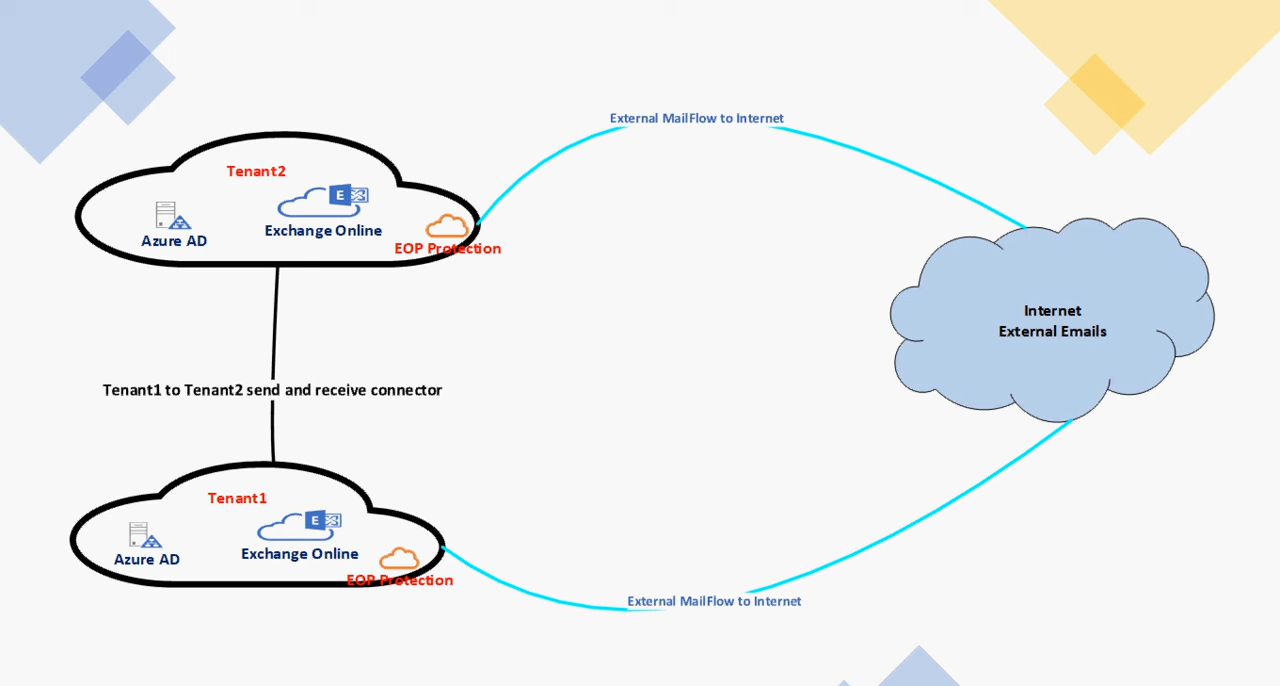 External MailFlow to Internet
Tenant2
E
Azure AD
Exchange Online
EOP Protection
Internet
External Emails
Tenant1 to Tenant2 send and receive connector
Tenant1
E
Azure AD
Exchange Online
EOP Protection
External MailFlow to Internet